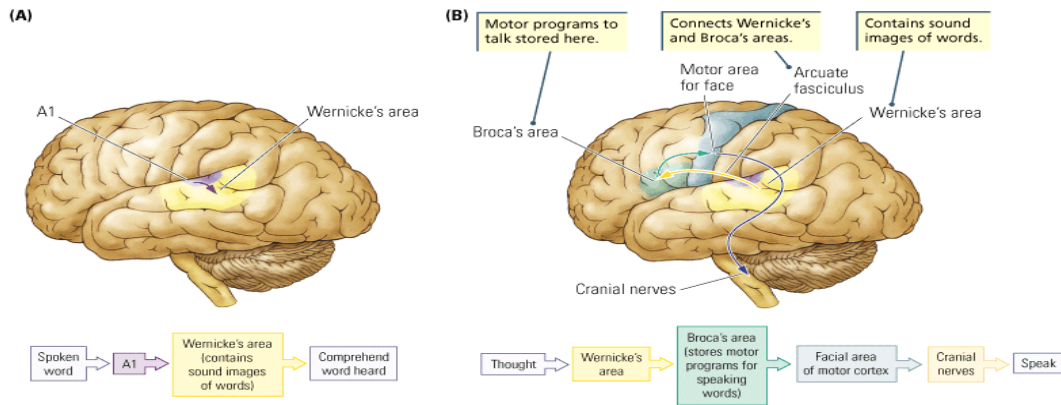 (A)
A1
Wernicke's area
Spoken
word
A1
Wernicke's area
(contains
sound images
of words)
Comprehend
word heard
(B)
Motor programs to
talk stored here.
Connects Wernicke's
and Broca's areas.
Contains sound
images of words.
Motor area
for face
Arcuate
fasciculus
Wernicke's area
Broca's area
Cranial nerves
Thought
Wernicke's
area
Broca's area
(stores motor
programs for
speaking
words)
Facial area
of motor cortex
Cranial
nerves
Speak